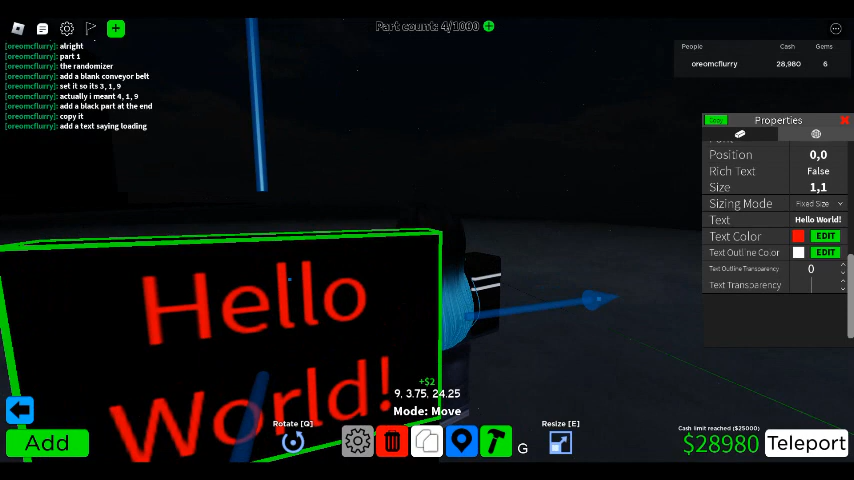 Part count: 4/1000
[oreomcflurry]: alright
[oreomcflurry]: part 1
[oreomcflurry]: the randomizer
[oreomcflurry]: add a blank conveyor belt
[oreomcflurry]: set it so its 3, 1, 9
[oreomcflurry]: actually i meant 4, 1, 9
[oreomcflurry]: add a black part at the end
[oreomcflurry]: copy it
[oreomcflurry]: add a text saying loading
People Cash Gems
oreomcflurry 28,980 6
Copy Properties
Position 0,0
Rich Text False
Size 1,1
Sizing Mode Fixed Size
Text Hello World!
Text Color EDIT
Text Outline Color EDIT
Text Outline Transparency 0
Text Transparency
Hello
World!
+$2
9, 3.75, 24.25
Mode: Move
Rotate [Q]
Resize [E]
G
Add
Cash limit reached ($25000)
$28980
Teleport